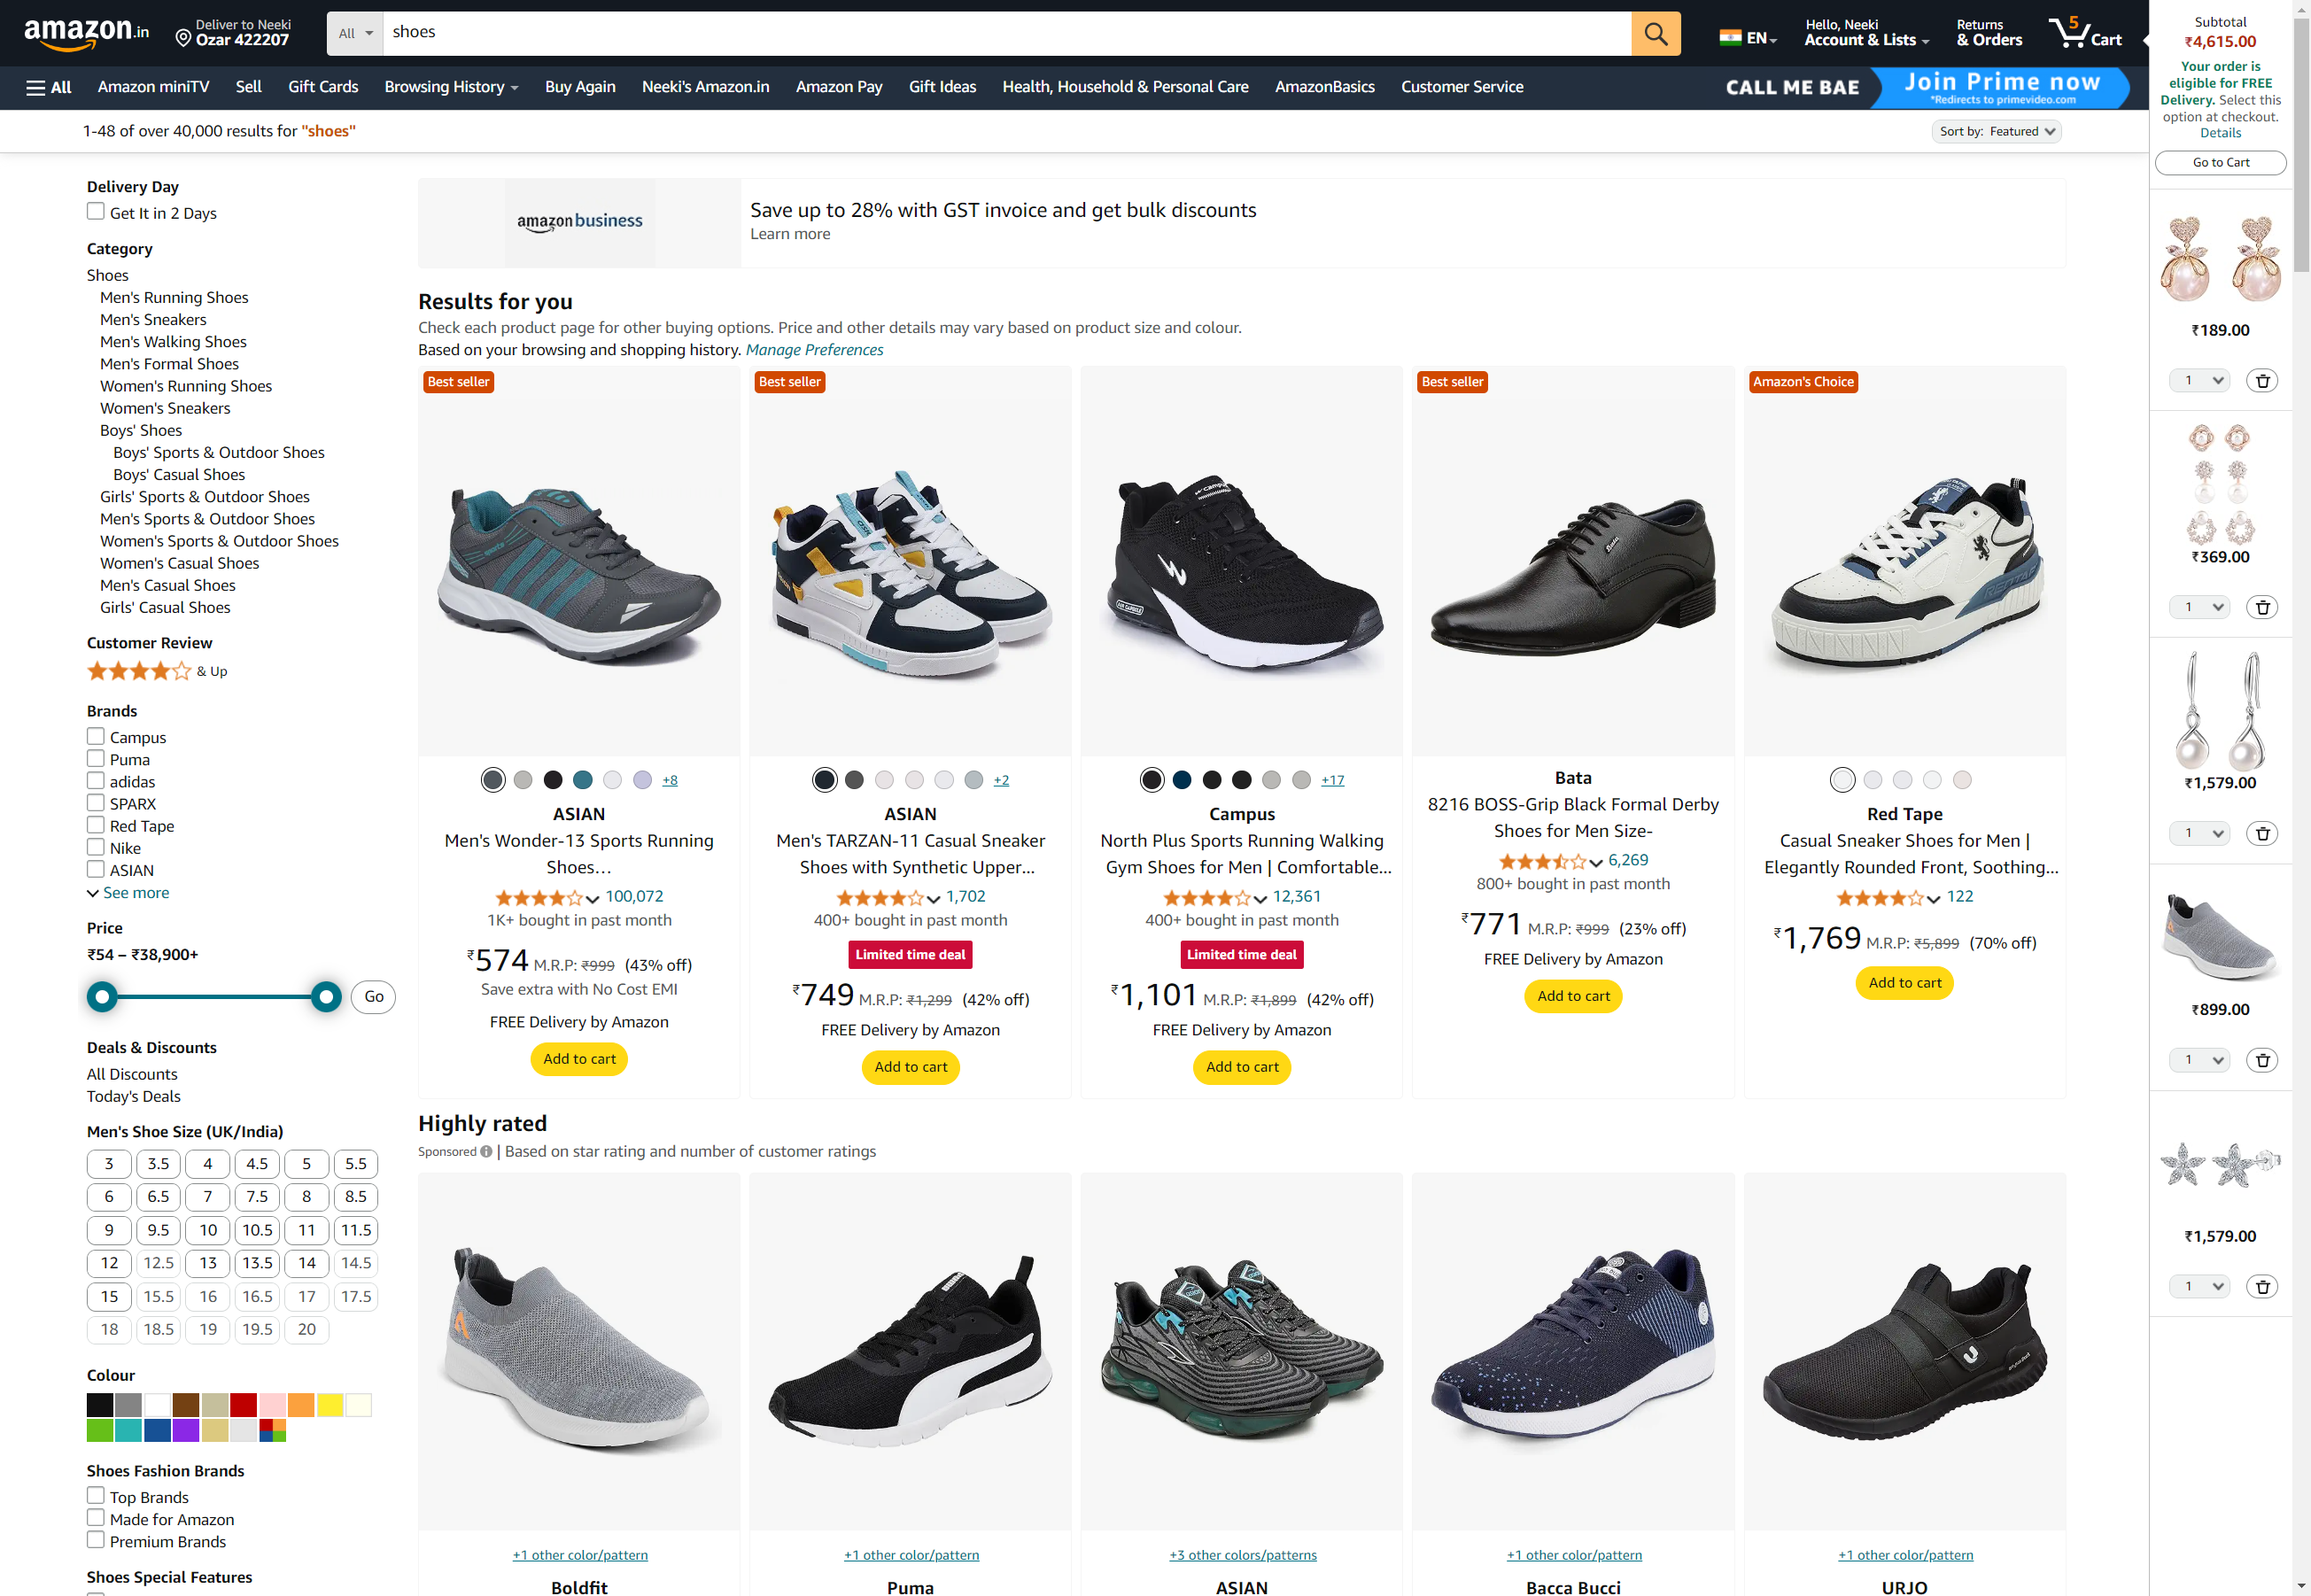 amazon.in
Deliver to Neeki
Ozar 422207
All
shoes
EN
Hello, Neeki
Account & Lists
Returns
& Orders
5
Cart
All
Amazon miniTV
Sell
Gift Cards
Browsing History
Buy Again
Neeki's Amazon.in
Amazon Pay
Gift Ideas
Health, Household & Personal Care
AmazonBasics
Customer Service
CALL ME BAE
Join Prime now
*Redirects to primevideo.com
1-48 of over 40,000 results for "shoes"
Sort by: Featured
Delivery Day
Get It in 2 Days
Category
Shoes
Men's Running Shoes
Men's Sneakers
Men's Walking Shoes
Men's Formal Shoes
Women's Running Shoes
Women's Sneakers
Boys' Shoes
Boys' Sports & Outdoor Shoes
Boys' Casual Shoes
Girls' Sports & Outdoor Shoes
Men's Sports & Outdoor Shoes
Women's Sports & Outdoor Shoes
Women's Casual Shoes
Men's Casual Shoes
Girls' Casual Shoes
Customer Review
& Up
Brands
Campus
Puma
adidas
SPARX
Red Tape
Nike
ASIAN
See more
Price
₹54 – ₹38,900+
Go
Deals & Discounts
All Discounts
Today's Deals
Men's Shoe Size (UK/India)
3 3.5 4 4.5 5 5.5
6 6.5 7 7.5 8 8.5
9 9.5 10 10.5 11 11.5
12 12.5 13 13.5 14 14.5
15 15.5 16 16.5 17 17.5
18 18.5 19 19.5 20
Colour
Shoes Fashion Brands
Top Brands
Made for Amazon
Premium Brands
Shoes Special Features
amazon business
Save up to 28% with GST invoice and get bulk discounts
Learn more
Results for you
Check each product page for other buying options. Price and other details may vary based on product size and colour.
Based on your browsing and shopping history. Manage Preferences
Best seller
+8
ASIAN
Men's Wonder-13 Sports Running
Shoes…
100,072
1K+ bought in past month
₹574 M.R.P: ₹999 (43% off)
Save extra with No Cost EMI
FREE Delivery by Amazon
Add to cart
Best seller
+2
ASIAN
Men's TARZAN-11 Casual Sneaker
Shoes with Synthetic Upper...
1,702
400+ bought in past month
Limited time deal
₹749 M.R.P: ₹1,299 (42% off)
FREE Delivery by Amazon
Add to cart
+17
Campus
North Plus Sports Running Walking
Gym Shoes for Men | Comfortable...
12,361
400+ bought in past month
Limited time deal
₹1,101 M.R.P: ₹1,899 (42% off)
FREE Delivery by Amazon
Add to cart
Best seller
Bata
8216 BOSS-Grip Black Formal Derby
Shoes for Men Size-
6,269
800+ bought in past month
₹771 M.R.P: ₹999 (23% off)
FREE Delivery by Amazon
Add to cart
Amazon's Choice
Red Tape
Casual Sneaker Shoes for Men |
Elegantly Rounded Front, Soothing...
122
₹1,769 M.R.P: ₹5,899 (70% off)
Add to cart
Highly rated
Sponsored | Based on star rating and number of customer ratings
+1 other color/pattern
Boldfit
+1 other color/pattern
Puma
+3 other colors/patterns
ASIAN
+1 other color/pattern
Bacca Bucci
+1 other color/pattern
URJO
Subtotal
₹4,615.00
Your order is
eligible for FREE
Delivery. Select this
option at checkout.
Details
Go to Cart
₹189.00
1
₹369.00
1
₹1,579.00
1
₹899.00
1
₹1,579.00
1